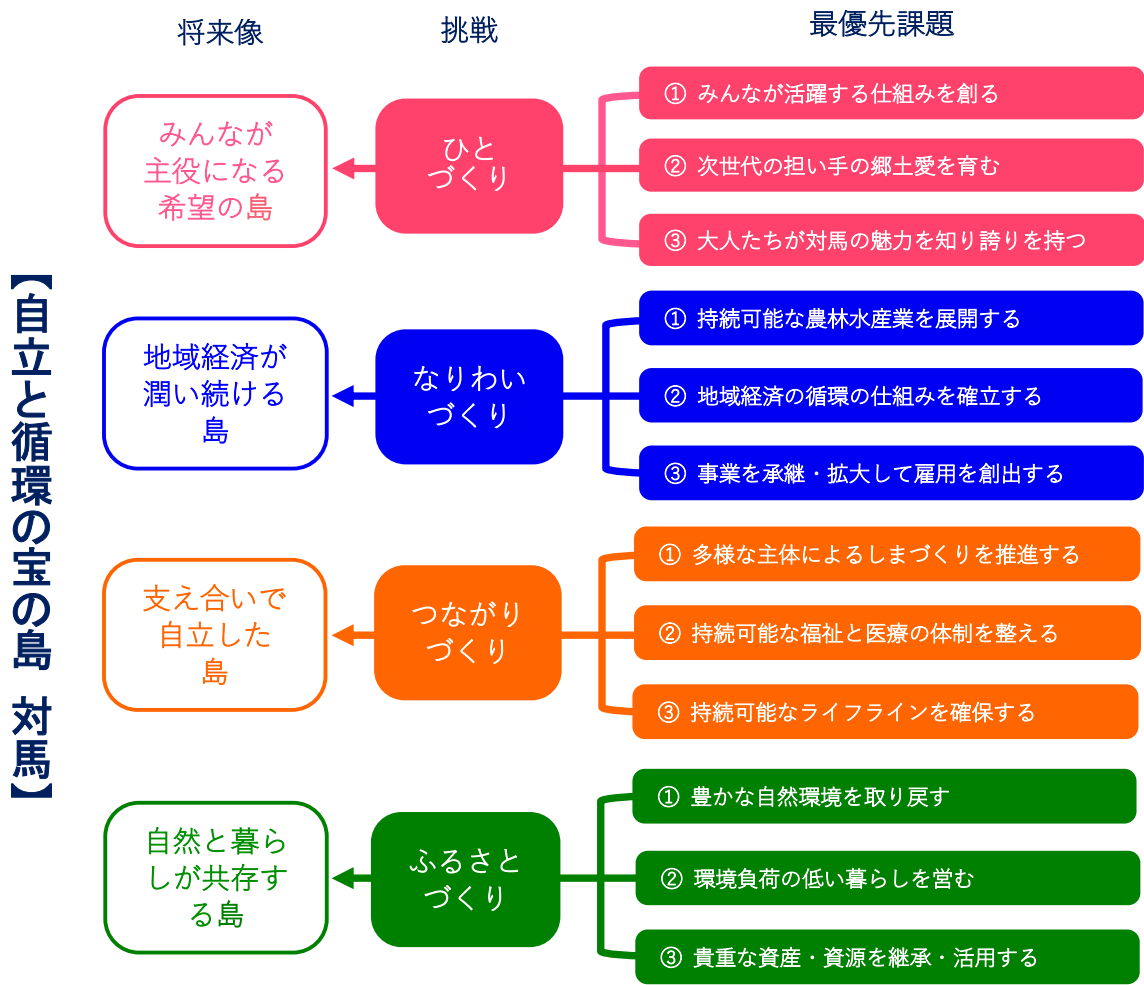 【自立と循環の宝の島 対馬】
将来像
挑戦
最優先課題
みんなが
主役になる
希望の島
ひと
づくり
① みんなが活躍する仕組みを創る
② 次世代の担い手の郷土愛を育む
③ 大人たちが対馬の魅力を知り誇りを持つ
地域経済が
潤い続ける
島
なりわい
づくり
① 持続可能な農林水産業を展開する
② 地域経済の循環の仕組みを確立する
③ 事業を承継・拡大して雇用を創出する
支え合いで
自立した
島
つながり
づくり
① 多様な主体によるしまづくりを推進する
② 持続可能な福祉と医療の体制を整える
③ 持続可能なライフラインを確保する
自然と暮ら
しが共存す
る島
ふるさと
づくり
① 豊かな自然環境を取り戻す
② 環境負荷の低い暮らしを営む
③ 貴重な資産・資源を継承・活用する